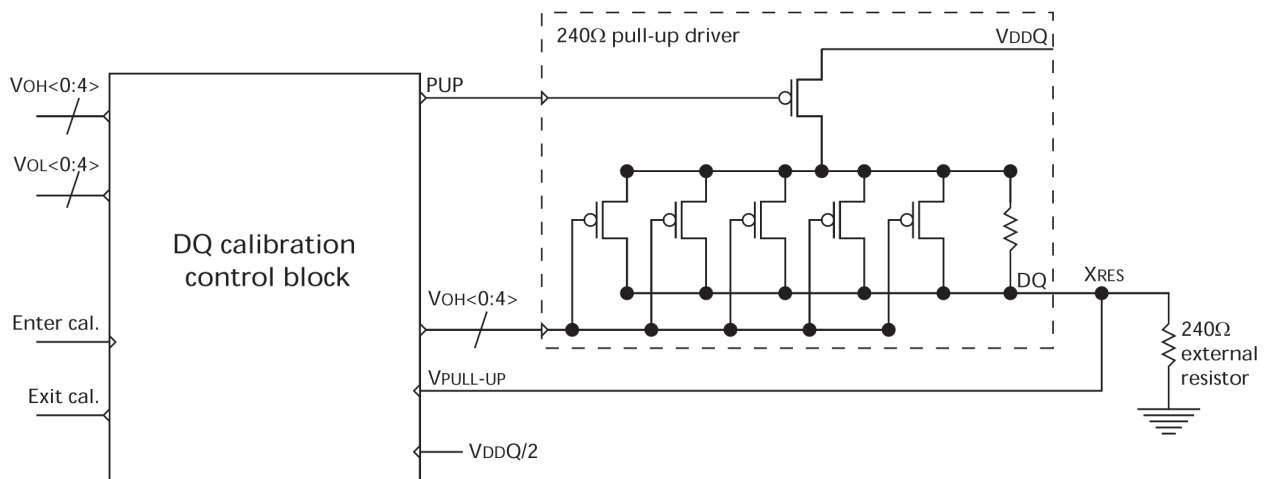 240Ω pull-up driver
VDDQ
VOH<0:4>
PUP
VOL<0:4>
DQ calibration
control block
VOH<0:4>
DQ
XRES
Enter cal.
240Ω
external
resistor
VPULL-UP
Exit cal.
VDDQ/2